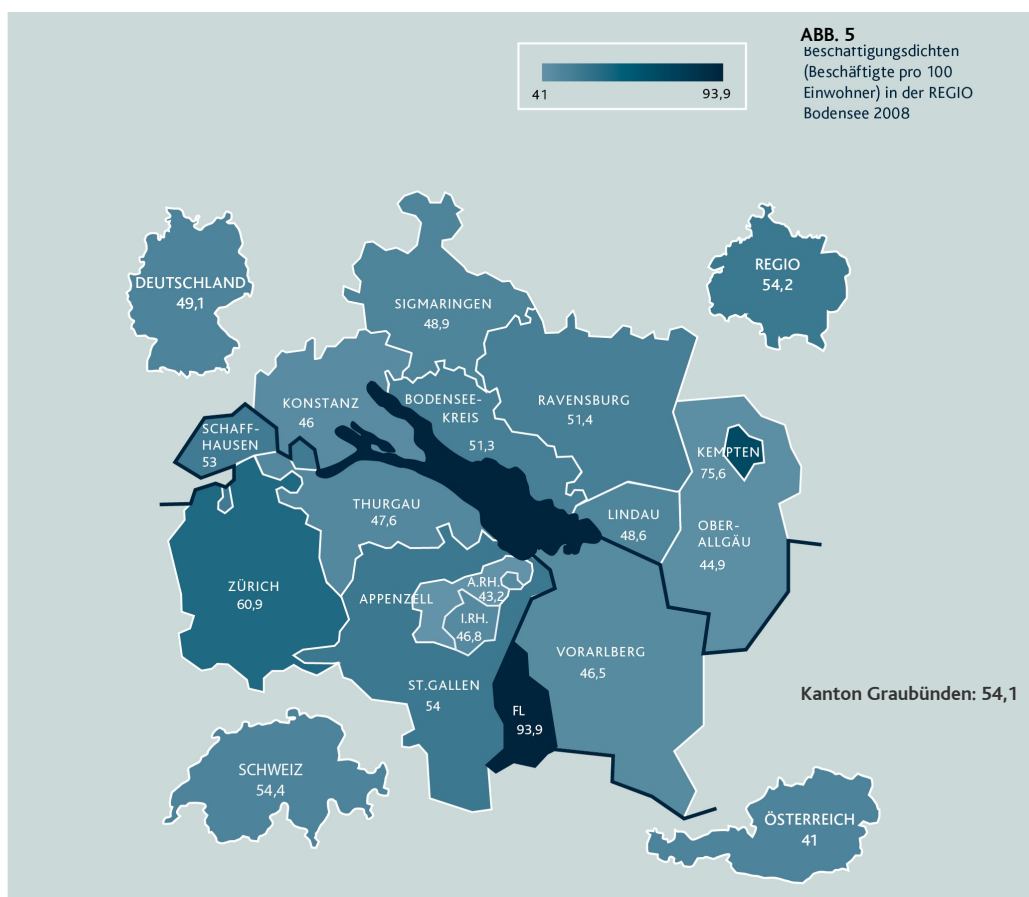 ABB. 5
Beschäftigungsdichten
(Beschäftigte pro 100
Einwohner) in der REGIO
Bodensee 2008
41
93,9
DEUTSCHLAND
49,1
SIGMARINGEN
48,9
REGIO
54,2
KONSTANZ
46
BODENSEE-
KREIS
51,3
RAVENSBURG
51,4
SCHAFF-
HAUSEN
53
KEMPTEN
75,6
THURGAU
47,6
LINDAU
48,6
OBER-
ALLGÄU
44,9
ZÜRICH
60,9
APPENZELL
A.RH.
43,2
I.RH.
46,8
VORARLBERG
46,5
ST.GALLEN
54
FL
93,9
Kanton Graubünden: 54,1
SCHWEIZ
54,4
ÖSTERREICH
41